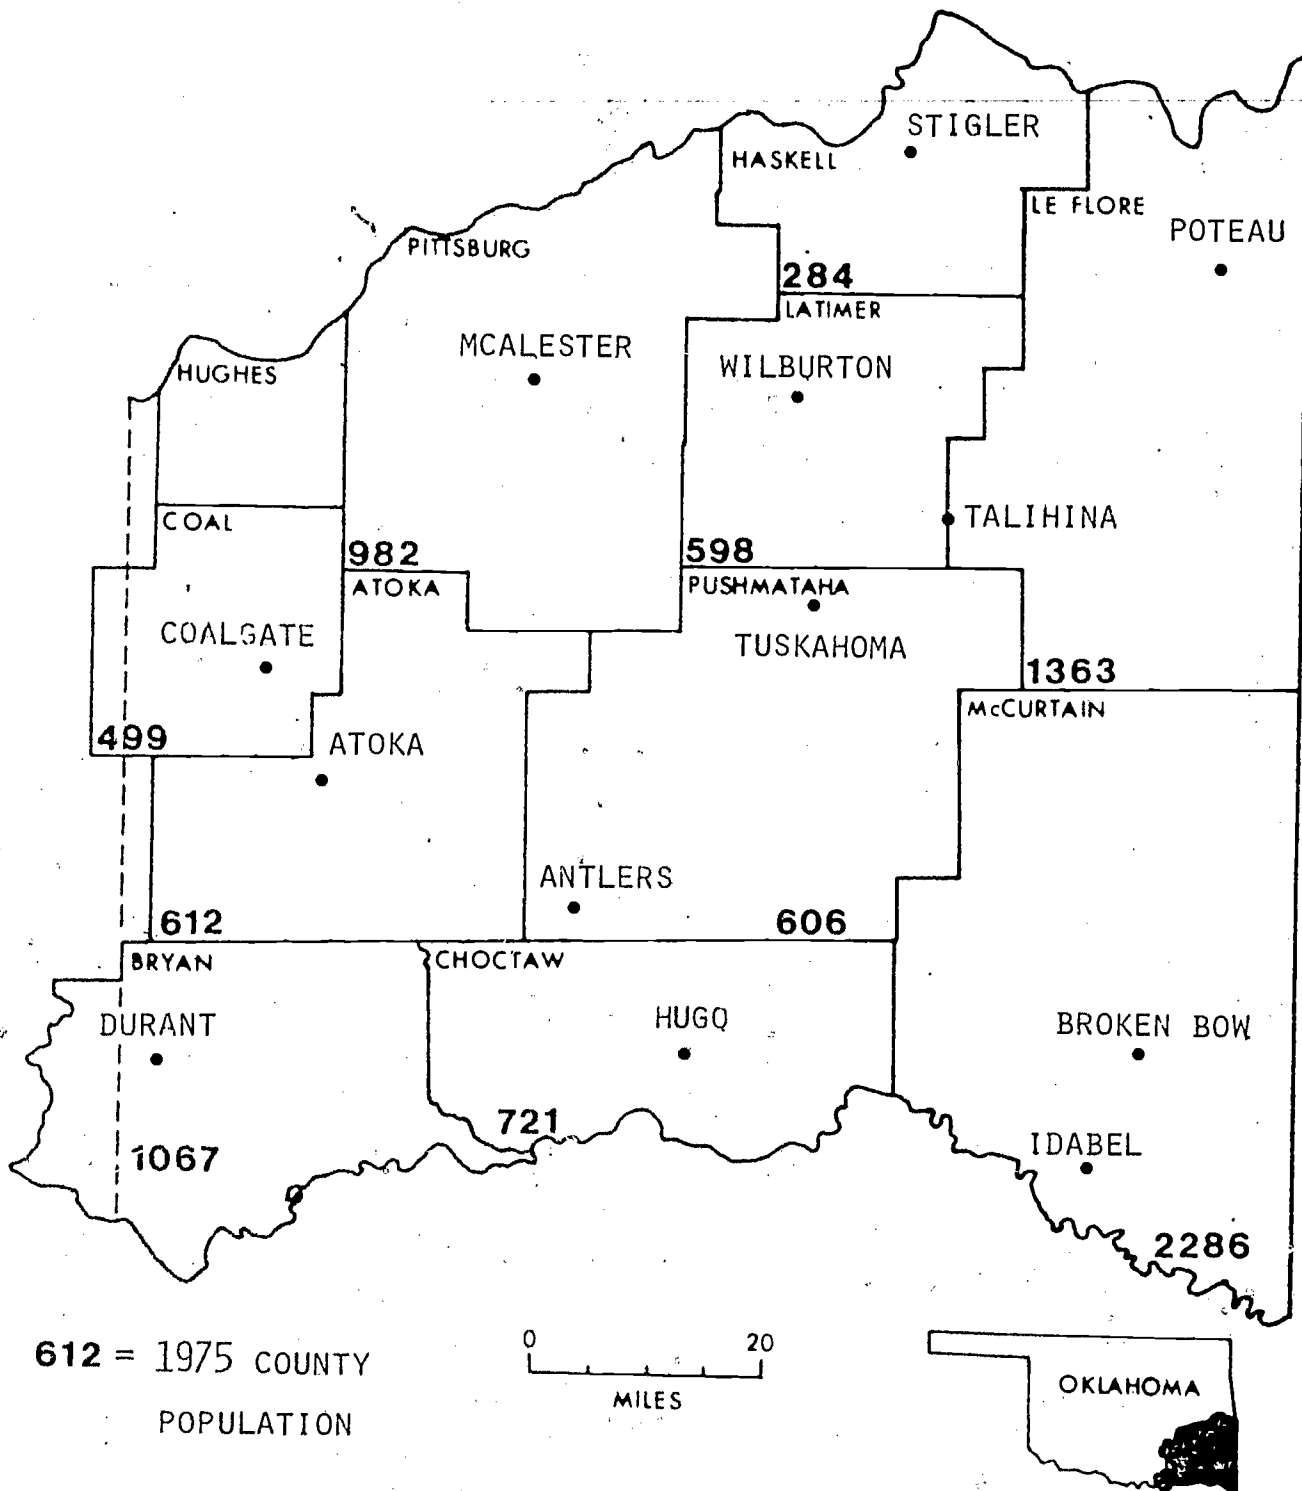 STIGLER
HASKELL
LE FLORE
POTEAU
PITTSBURG
284
LATIMER
MCALESTER
WILBURTON
HUGHES
COAL
TALIHINA
982
598
ATOKA
PUSHMATAHA
COALGATE
TUSKAHOMA
1363
McCURTAIN
499
ATOKA
ANTLERS
612
606
BRYAN
CHOCTAW
DURANT
HUGO
BROKEN BOW
721
IDABEL
1067
2286
612 = 1975 COUNTY
POPULATION
0 20
MILES
OKLAHOMA